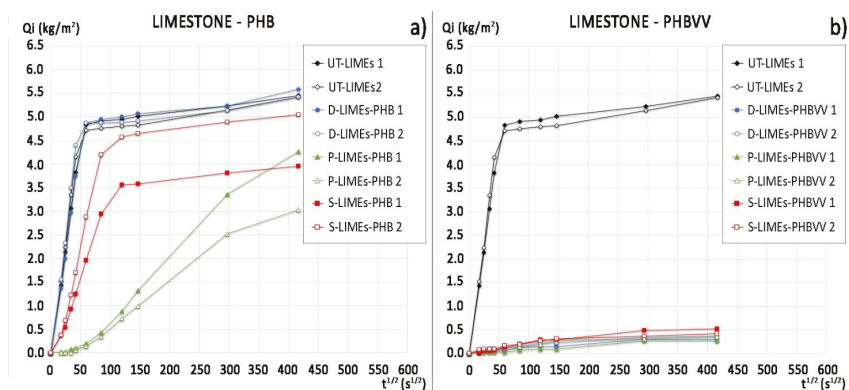 LIMESTONE - PHB
Qi (kg/m²)
a)
6.5
6.0
5.5
5.0
4.5
4.0
3.5
3.0
2.5
2.0
1.5
1.0
0.5
0.0
0 50 100 150 200 250 300 350 400 450 500
t^1/2 (s^1/2)
UT-LIMEs 1
UT-LIMEs2
D-LIMEs-PHB 1
D-LIMEs-PHB 2
P-LIMEs-PHB 1
P-LIMEs-PHB 2
S-LIMEs-PHB 1
S-LIMEs-PHB 2
LIMESTONE - PHBVV
Qi (kg/m²)
b)
6.5
6.0
5.5
5.0
4.5
4.0
3.5
3.0
2.5
2.0
1.5
1.0
0.5
0.0
0 50 100 150 200 250 300 350 400 450 500
t^1/2 (s^1/2)
UT-LIMEs 1
UT-LIMEs 2
D-LIMEs-PHBVV 1
D-LIMEs-PHBVV 2
P-LIMEs-PHBVV 1
P-LIMEs-PHBVV 2
S-LIMEs-PHBVV 1
S-LIMEs-PHBVV 2